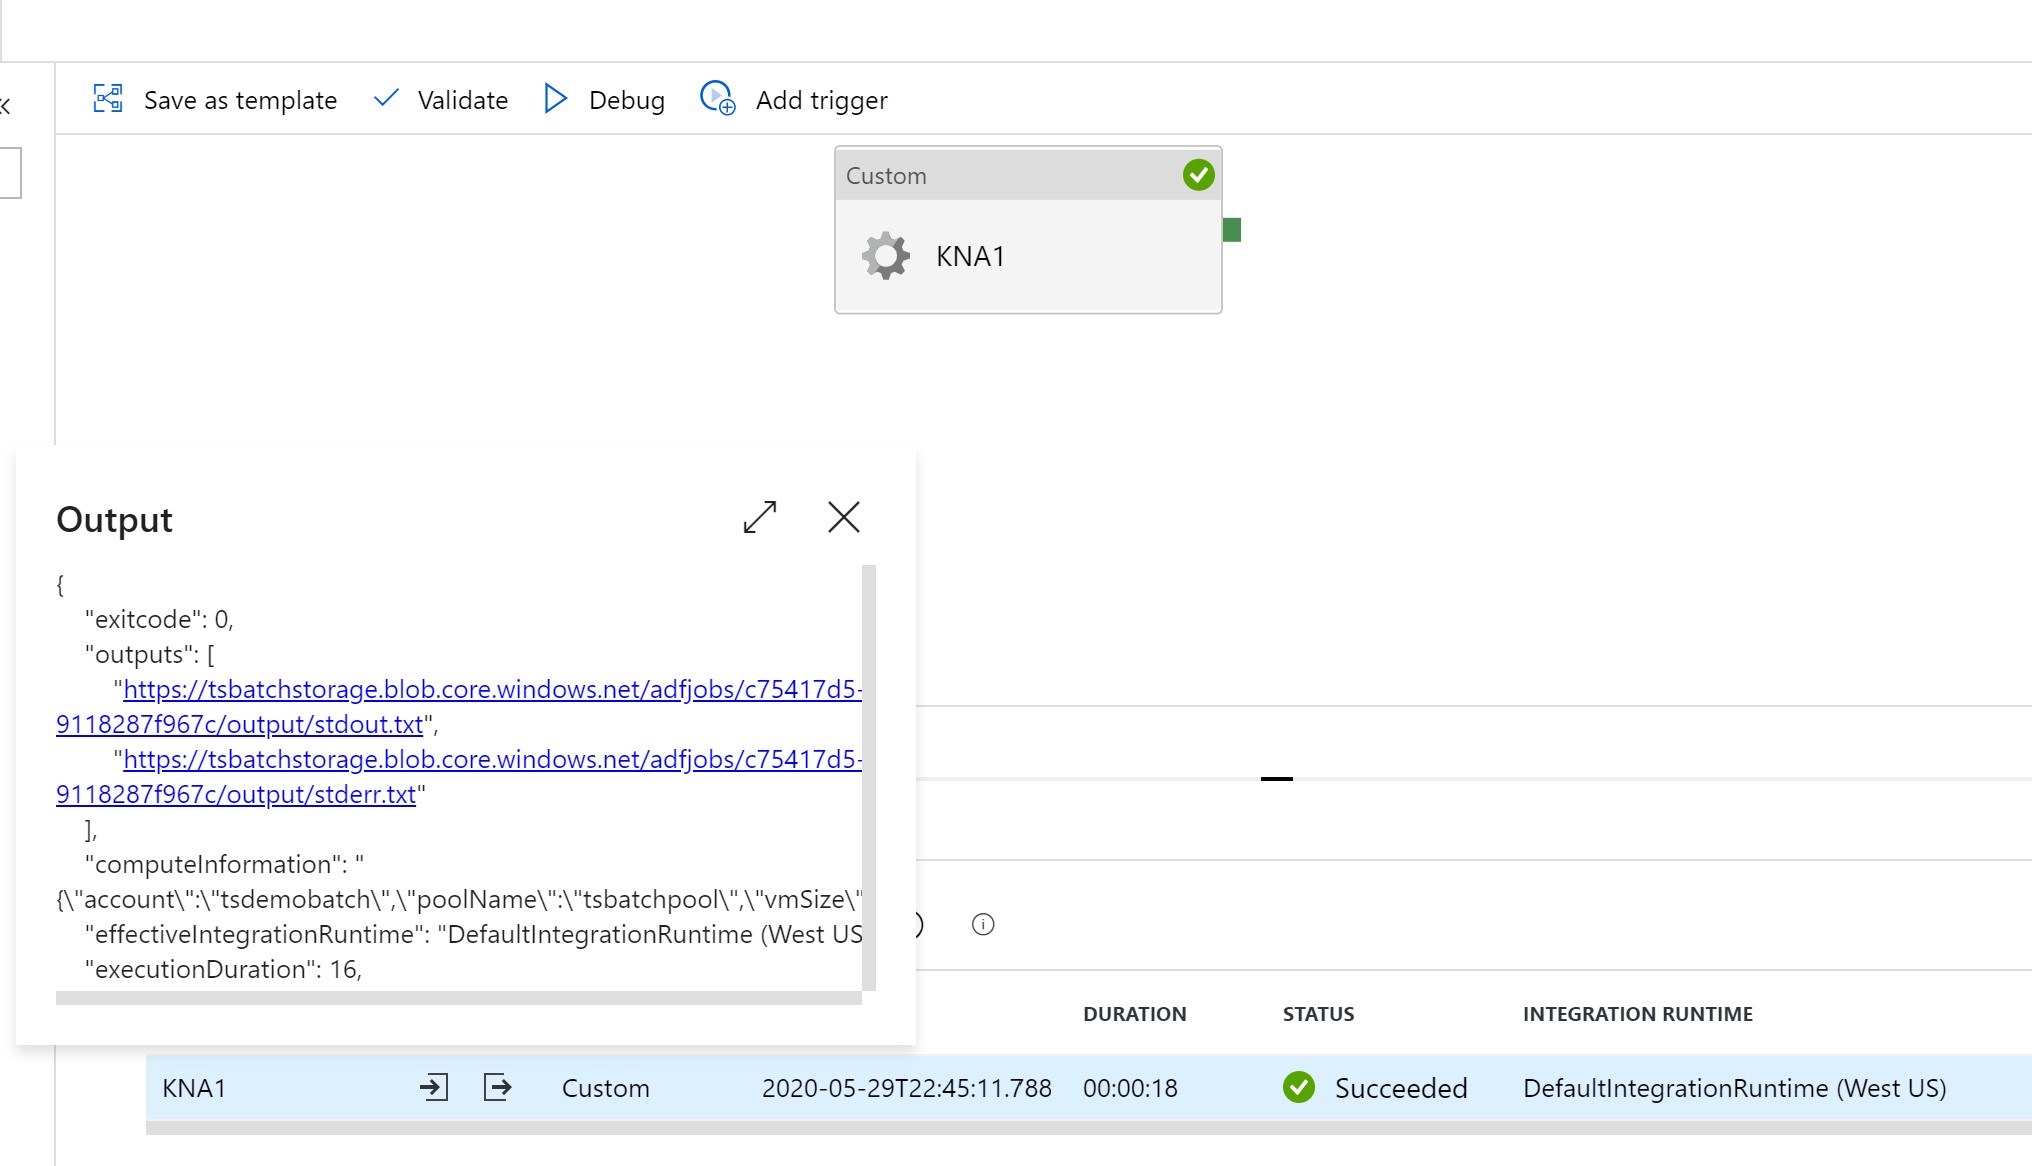 Save as template Validate Debug Add trigger
Custom
KNA1
Output
{
"exitcode": 0,
"outputs": [
"https://tsbatchstorage.blob.core.windows.net/adfjobs/c75417d5-
9118287f967c/output/stdout.txt",
"https://tsbatchstorage.blob.core.windows.net/adfjobs/c75417d5-
9118287f967c/output/stderr.txt"
],
"computeInformation": "
{\"account\":\"tsdemobatch\",\"poolName\":\"tsbatchpool\",\"vmSize\"
"effectiveIntegrationRuntime": "DefaultIntegrationRuntime (West US
"executionDuration": 16,
DURATION STATUS INTEGRATION RUNTIME
KNA1 Custom 2020-05-29T22:45:11.788 00:00:18 Succeeded DefaultIntegrationRuntime (West US)